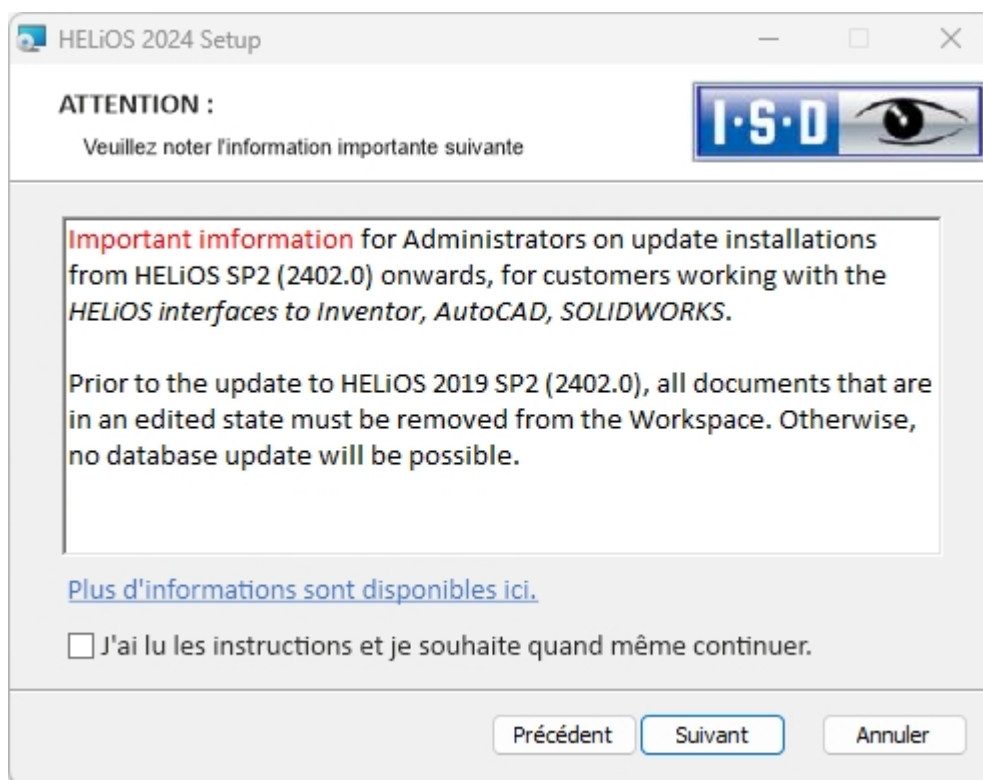 HELiOS 2024 Setup
ATTENTION :
Veuillez noter l'information importante suivante
I·S·D
Important imformation for Administrators on update installations
from HELiOS SP2 (2402.0) onwards, for customers working with the
HELiOS interfaces to Inventor, AutoCAD, SOLIDWORKS.
Prior to the update to HELiOS 2019 SP2 (2402.0), all documents that are
in an edited state must be removed from the Workspace. Otherwise,
no database update will be possible.
Plus d'informations sont disponibles ici.
J'ai lu les instructions et je souhaite quand même continuer.
Précédent Suivant Annuler